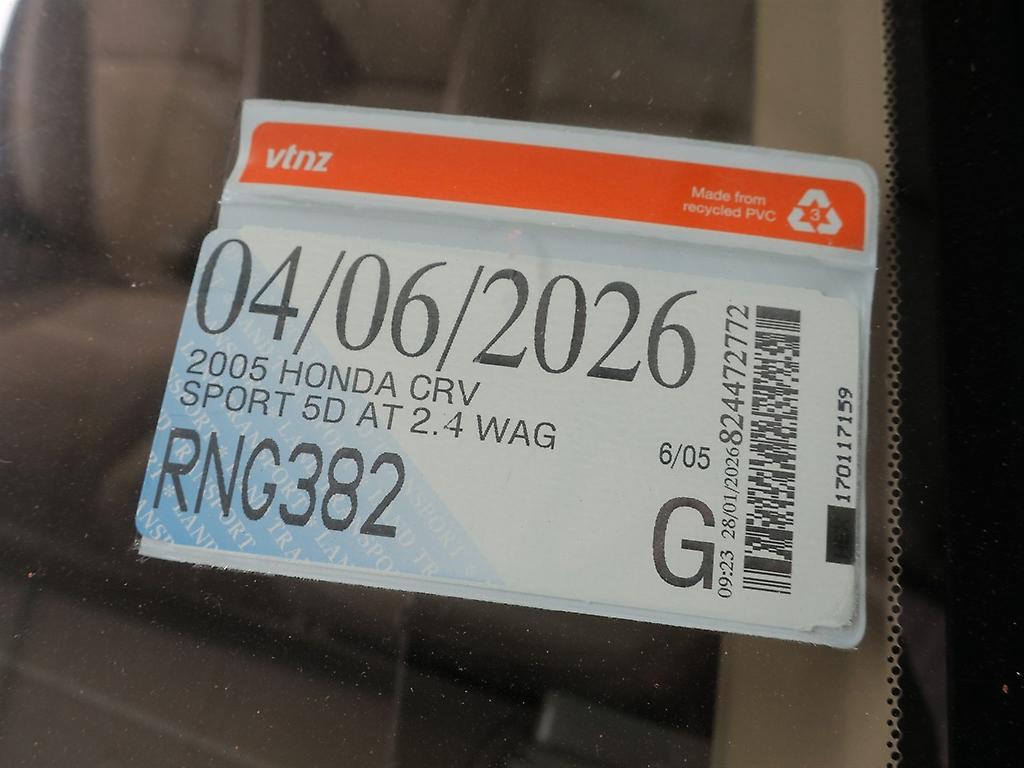 vtnz
Made from
recycled PVC
3
04/06/2026
2005 HONDA CRV
SPORT 5D AT 2.4 WAG
RNG382
6/05
G
09:23 28/01/2026 824472772
170117159